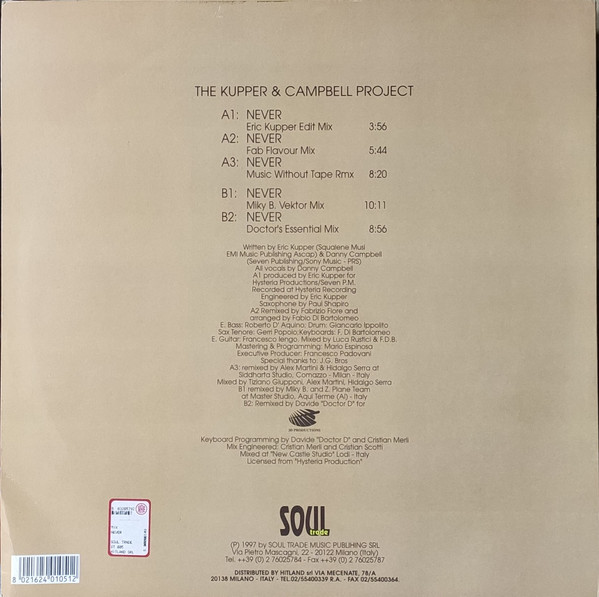 THE KUPPER & CAMPBELL PROJECT
A1: NEVER
Eric Kupper Edit Mix 3:56
A2: NEVER
Fab Flavour Mix 5:44
A3: NEVER
Music Without Tape Rmx 8:20
B1: NEVER
Miky B. Vektor Mix 10:11
B2: NEVER
Doctor's Essential Mix 8:56
Written by Eric Kupper (Squalene Musi
EMI Music Publishing Ascap) & Danny Campbell
(Seven Publishing/Sony Music - PRS)
All vocals by Danny Campbell
A1 produced by Eric Kupper for
Hysteria Productions/Seven P.M.
Recorded at Hysteria Recording
Engineered by Eric Kupper
Saxophone by Paul Shapiro
A2 Remixed by Fabrizio Fiore and
arranged by Fabio Di Bartolomeo
E. Bass: Roberto D' Aquino; Drum: Giancarlo Ippolito
Sax Tenore: Gerri Popolo;Keyboards: F. Di Bartolomeo
E. Guitar: Francesco Iengo. Mixed by Luca Rustici & F.D.B.
Mastering & Programming: Mario Espinosa
Executive Producer: Francesco Padovani
Special thanks to: J.G. Bros
A3: remixed by Alex Martini & Hidalgo Serra at
Siddharta Studio, Comazzo - Milan - Italy
Mixed by Tiziano Giupponi, Alex Martini, Hidalgo Serra
B1 remixed by Miky B. and Z. Plane Team
at Master Studio, Aqui Terme (Al) - Italy
B2: Remixed by Davide "Doctor D" for
Keyboard Programming by Davide "Doctor D" and Cristian Merli
Mix Engineered: Cristian Merli and Cristian Scotti
Mixed at "New Castle Studio" Lodi - Italy
Licensed from "Hysteria Production"
SOUL
trade
(P) 1997 by SOUL TRADE MUSIC PUBLIHING SRL
Via Pietro Mascagni, 22 - 20122 Milano (Italy)
Tel. ++39 (0) 2 76025784 - Fax ++39 (0) 2 76025787
DISTRIBUTED BY HITLAND srl VIA MECENATE, 78/A
20138 MILANO - ITALY - TEL.02/55400339 R.A. - FAX 02/55400364.
NEVER
SOUL TRADE
HITLAND SRL
8 021624 010512